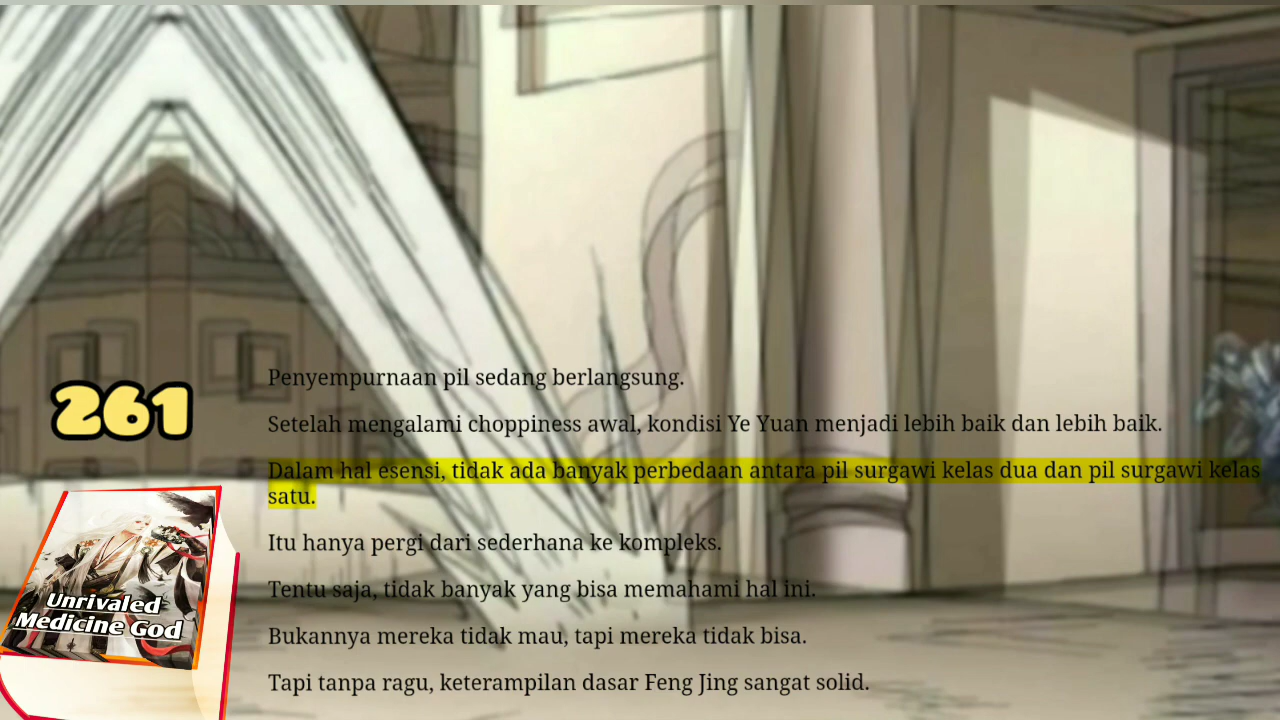 Penyempurnaan pil sedang berlangsung.
Setelah mengalami choppiness awal, kondisi Ye Yuan menjadi lebih baik dan lebih baik.
Dalam hal esensi, tidak ada banyak perbedaan antara pil surgawi kelas dua dan pil surgawi kelas
satu.
Itu hanya pergi dari sederhana ke kompleks.
Tentu saja, tidak banyak yang bisa memahami hal ini.
Bukannya mereka tidak mau, tapi mereka tidak bisa.
Tapi tanpa ragu, keterampilan dasar Feng Jing sangat solid.
261
Unrivaled
Medicine God